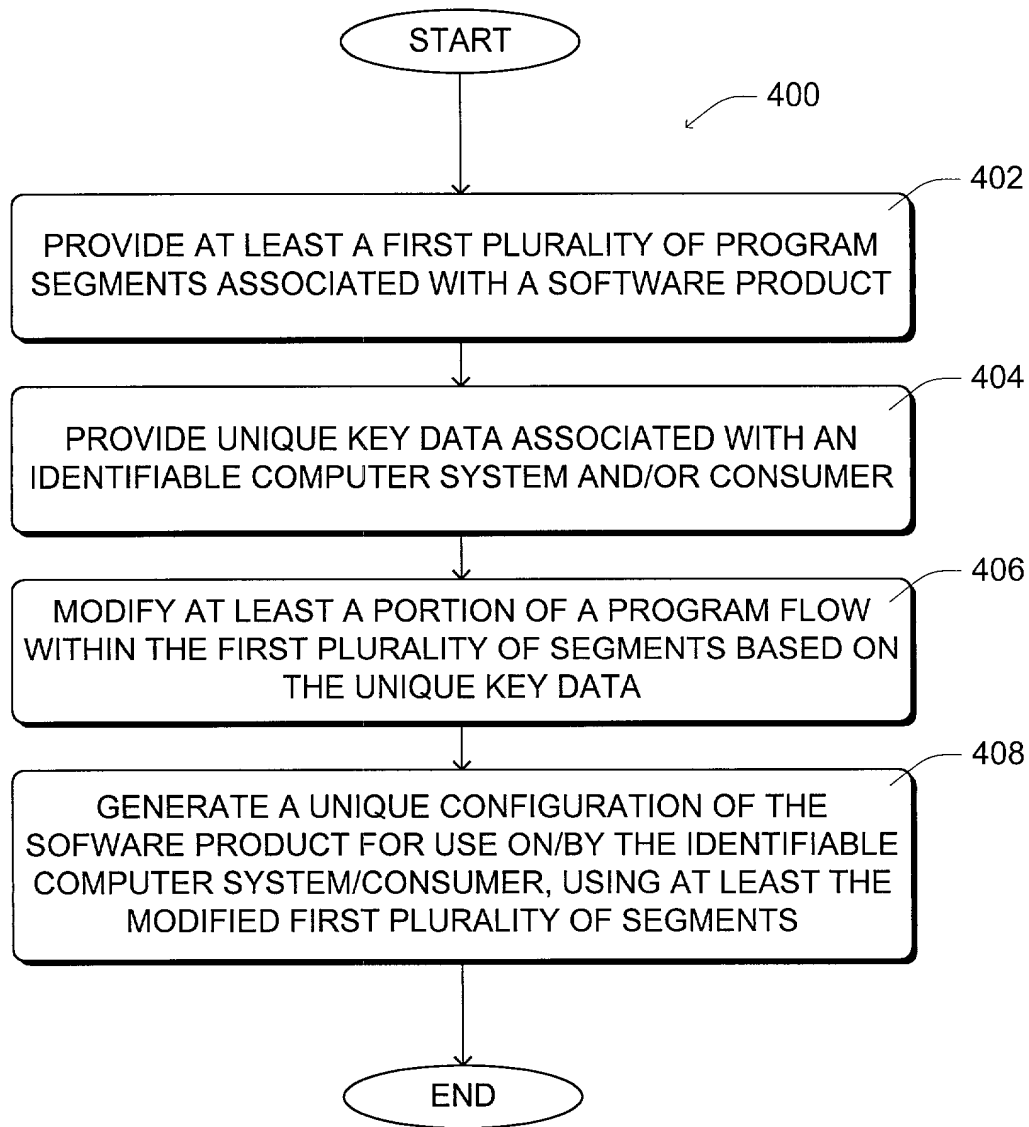 START
400
402
PROVIDE AT LEAST A FIRST PLURALITY OF PROGRAM
SEGMENTS ASSOCIATED WITH A SOFTWARE PRODUCT
404
PROVIDE UNIQUE KEY DATA ASSOCIATED WITH AN
IDENTIFIABLE COMPUTER SYSTEM AND/OR CONSUMER
406
MODIFY AT LEAST A PORTION OF A PROGRAM FLOW
WITHIN THE FIRST PLURALITY OF SEGMENTS BASED ON
THE UNIQUE KEY DATA
408
GENERATE A UNIQUE CONFIGURATION OF THE
SOFWARE PRODUCT FOR USE ON/BY THE IDENTIFIABLE
COMPUTER SYSTEM/CONSUMER, USING AT LEAST THE
MODIFIED FIRST PLURALITY OF SEGMENTS
END